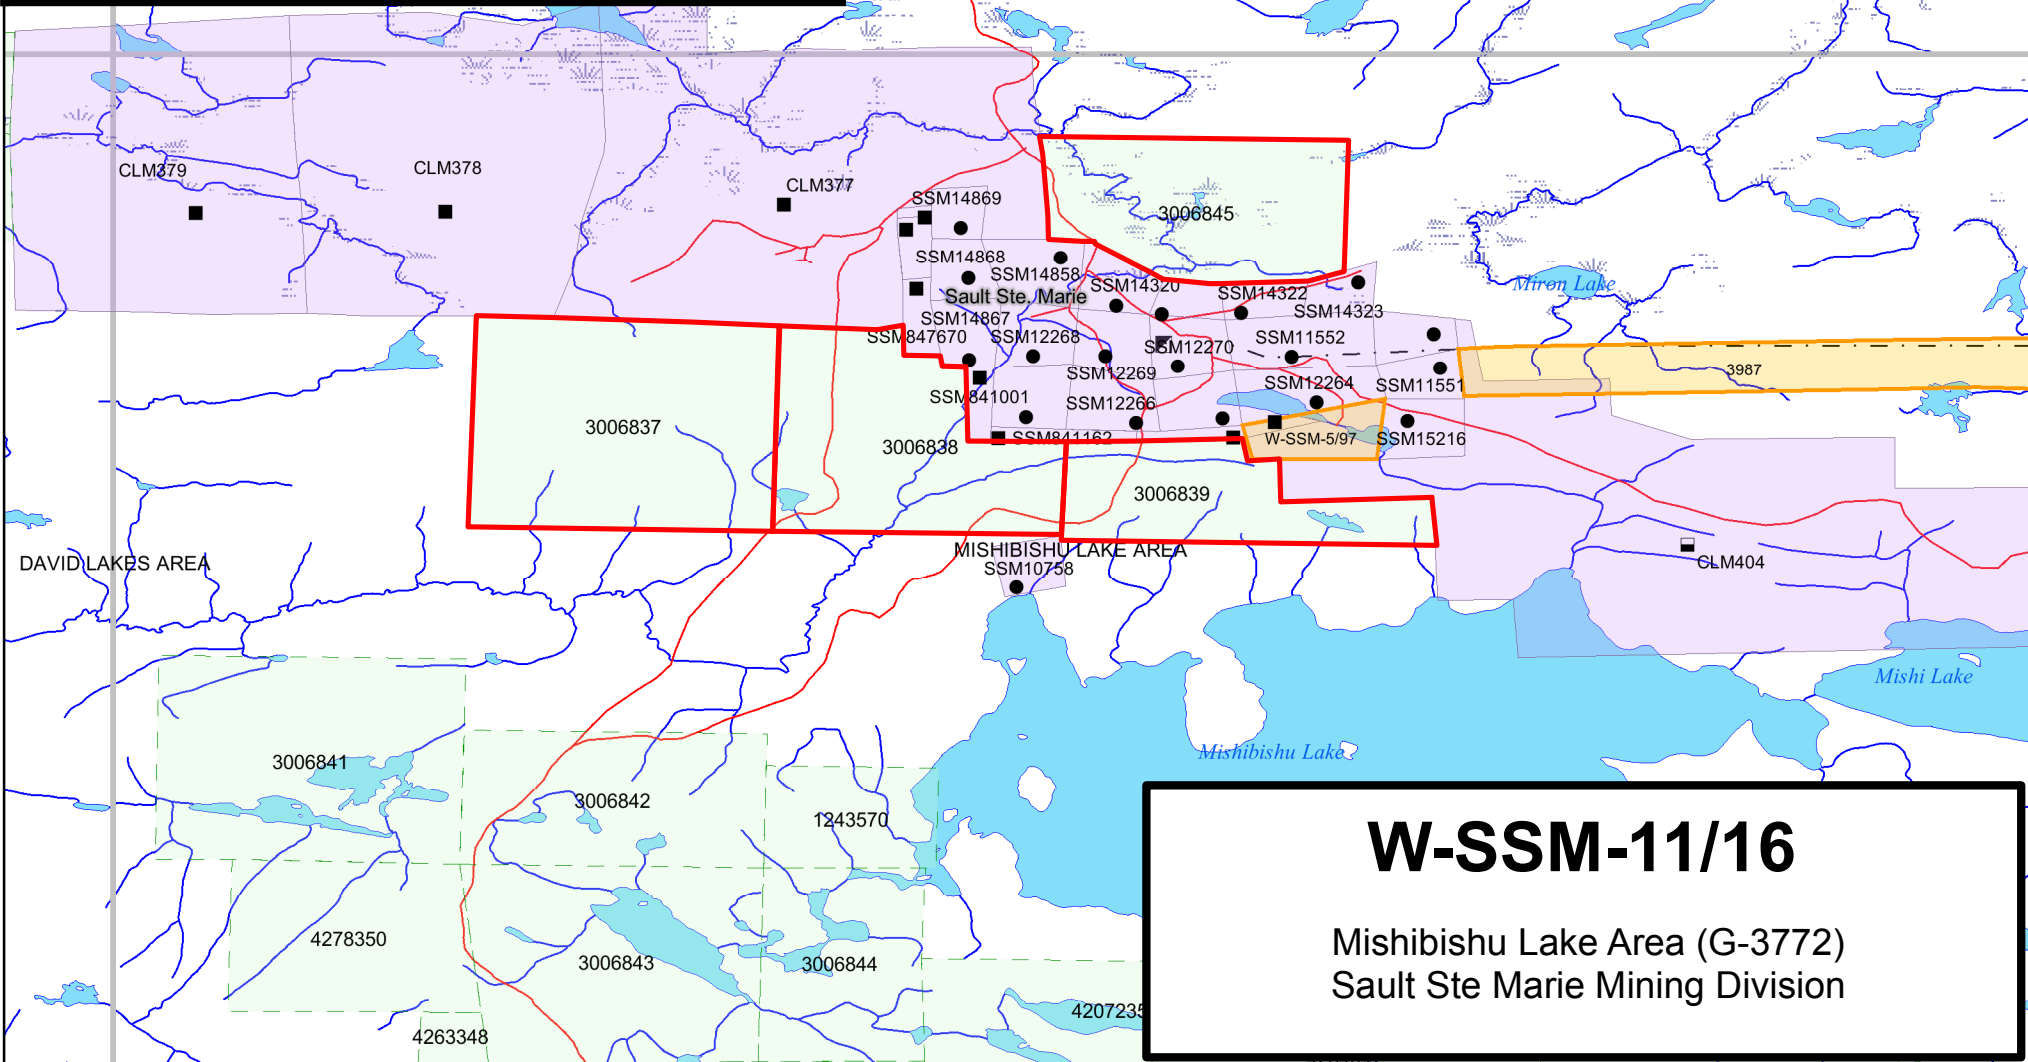 CLM379
CLM378
CLM377
SSM14869
3006845
SSM14868
SSM14858
Sault Ste. Marie
SSM14320
SSM14322
SSM14323
Miron Lake
SSM14867
SSM847670
SSM12268
SSM12270
SSM11552
SSM12269
SSM12264
SSM11551
3987
SSM841001
SSM12266
3006837
3006838
SSM841162
W-SSM-5/97
SSM15216
3006839
MISHIBISHU LAKE AREA
SSM10758
DAVID LAKES AREA
CLM404
Mishi Lake
Mishibishu Lake
3006841
3006842
1243570
4278350
3006843
3006844
4207235
4263348
W-SSM-11/16
Mishibishu Lake Area (G-3772)
Sault Ste Marie Mining Division